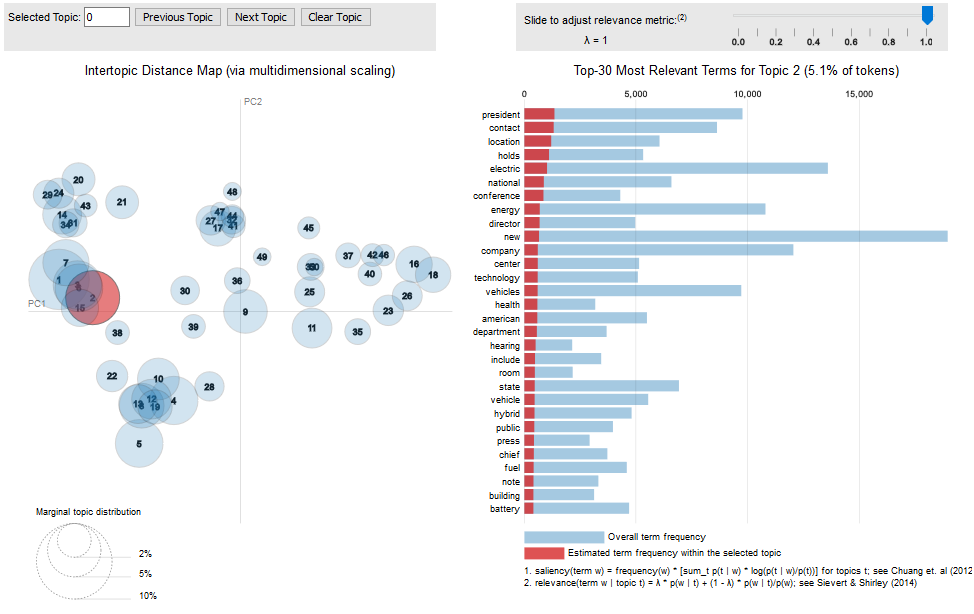 Selected Topic: 0 Previous Topic Next Topic Clear Topic
Slide to adjust relevance metric:(2)
λ = 1
0.0 0.2 0.4 0.6 0.8 1.0
Intertopic Distance Map (via multidimensional scaling)
PC2
PC1
20
29
24
43
21
14
34
31
48
47
44
27
17
41
45
7
1
2
15
49
37
42
46
16
18
40
50
36
30
25
26
9
23
39
38
11
35
22
10
28
12
19
4
5
Marginal topic distribution
2%
5%
10%
Top-30 Most Relevant Terms for Topic 2 (5.1% of tokens)
0 5,000 10,000 15,000
president
contact
location
holds
electric
national
conference
energy
director
new
company
center
technology
vehicles
health
american
department
hearing
include
room
state
vehicle
hybrid
public
press
chief
fuel
note
building
battery
Overall term frequency
Estimated term frequency within the selected topic
1. saliency(term w) = frequency(w) * [sum_t p(t | w) * log(p(t | w)/p(t))] for topics t; see Chuang et. al (2012
2. relevance(term w | topic t) = λ * p(w | t) + (1 - λ) * p(w | t)/p(w); see Sievert & Shirley (2014)